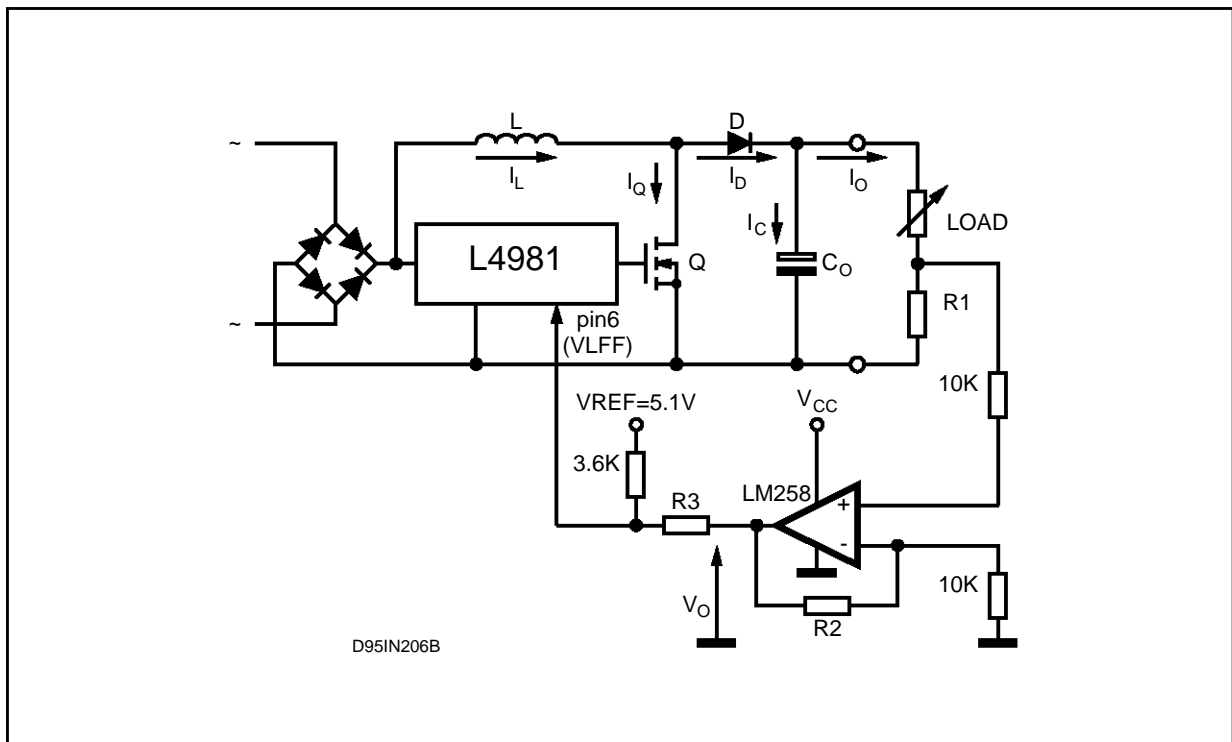 L
D
~
I_L
I_Q
I_D
I_O
I_C
LOAD
L4981
Q
C_O
R1
~
pin6
(VLFF)
10K
VREF=5.1V
V_CC
3.6K
LM258
R3
+
-
10K
V_O
R2
D95IN206B